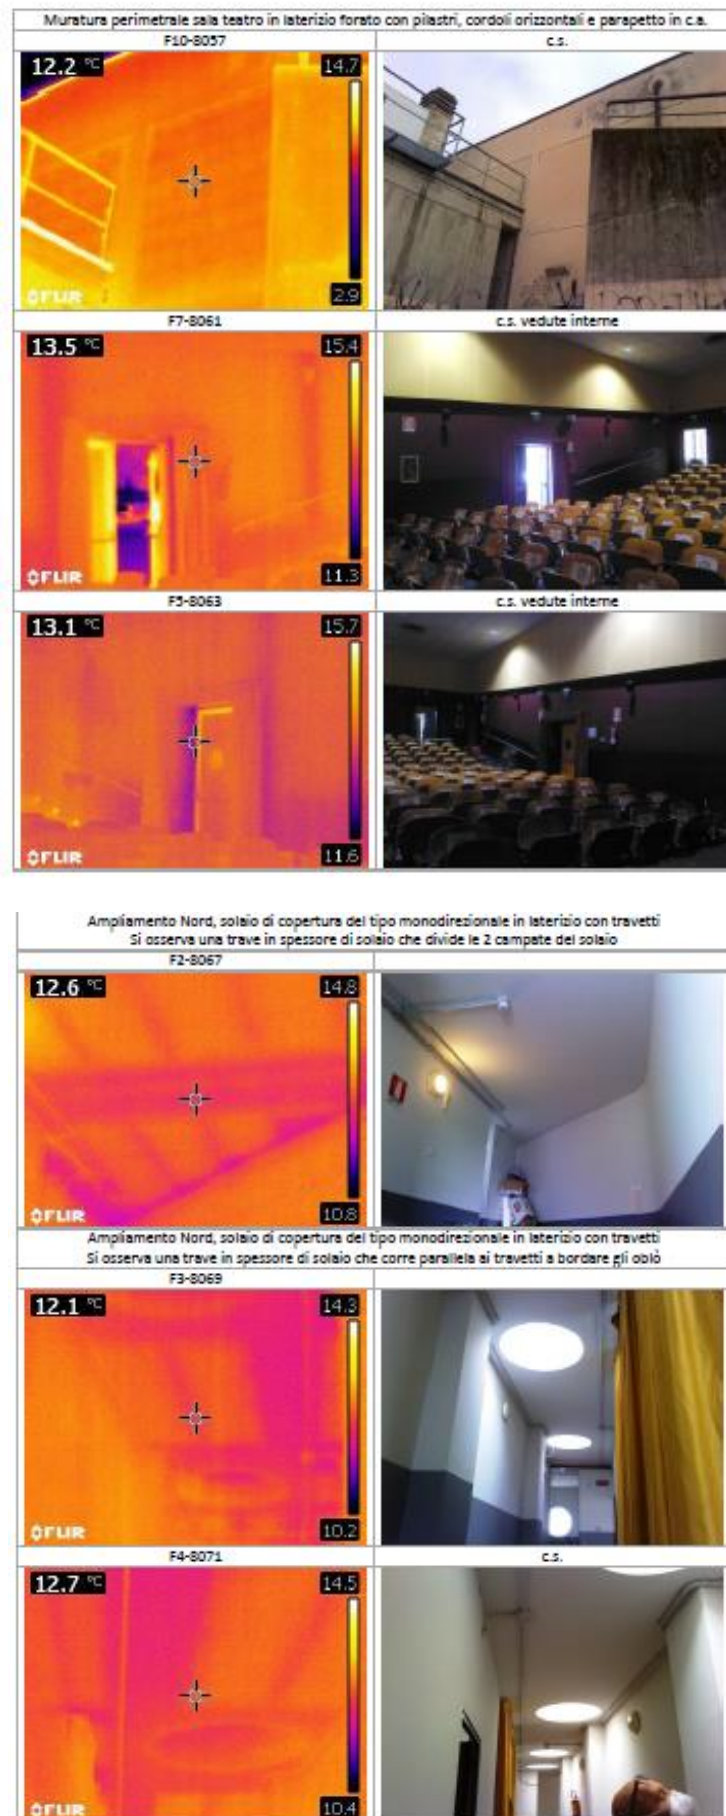 Muratura perimetrale sala teatro in laterizio forato con pilastri, cordoli orizzontali e parapetto in c.a.
F10-8057 c.s.
12.2 °C 14.7
2.9
FLIR
F7-8061 c.s. vedute interne
13.5 °C 15.4
11.3
FLIR
F5-8063 c.s. vedute interne
13.1 °C 15.7
11.6
FLIR
Ampliamento Nord, solaio di copertura del tipo monodirezionale in laterizio con travetti
Si osserva una trave in spessore di solaio che divide le 2 campate del solaio
F2-8067
12.6 °C 14.8
10.8
FLIR
Ampliamento Nord, solaio di copertura del tipo monodirezionale in laterizio con travetti
Si osserva una trave in spessore di solaio che corre parallela ai travetti a bordare gli oblò
F3-8069
12.1 °C 14.3
10.2
FLIR
F4-8071 c.s.
12.7 °C 14.5
10.4
FLIR